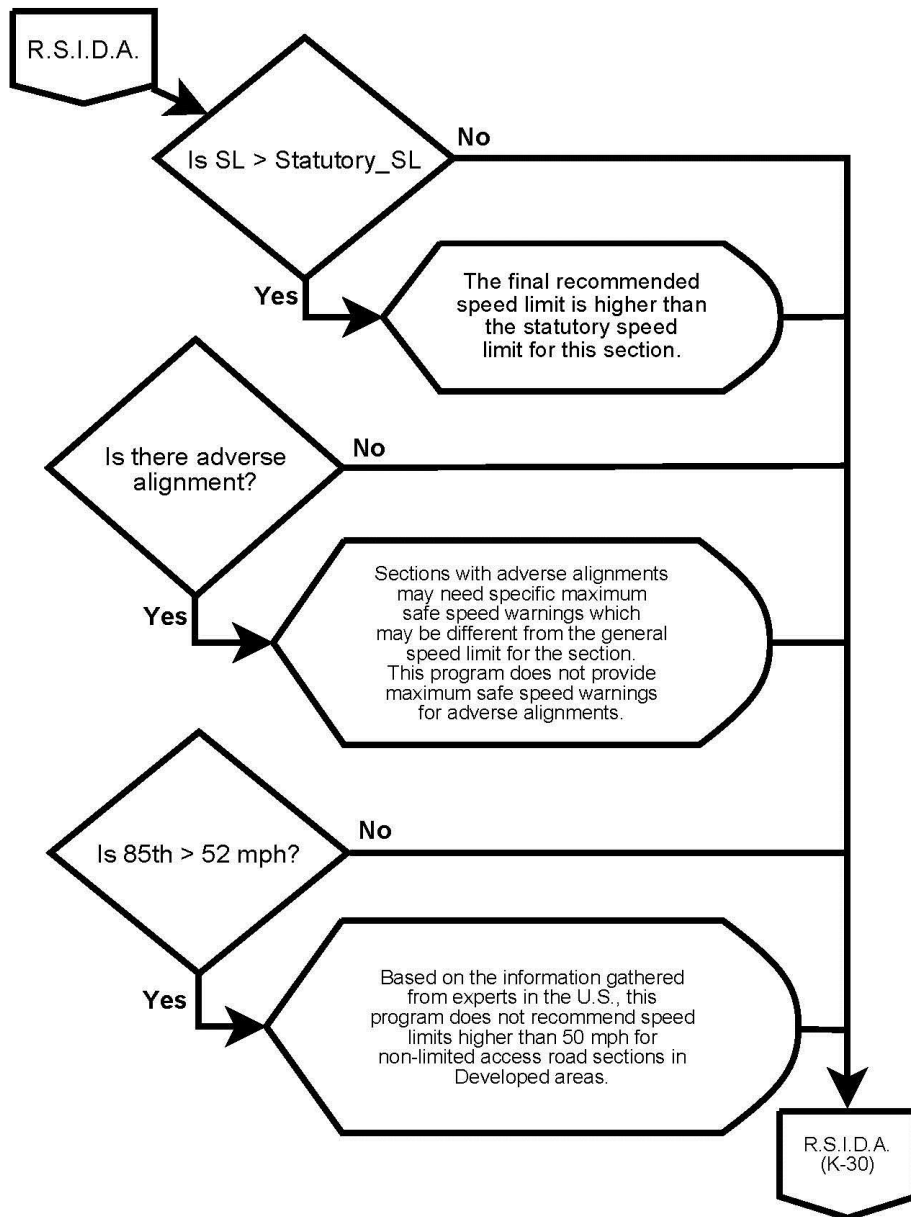 R.S.I.D.A.
Is SL > Statutory_SL
No
Yes
The final recommended
speed limit is higher than
the statutory speed
limit for this section.
Is there adverse
alignment?
No
Yes
Sections with adverse alignments
may need specific maximum
safe speed warnings which
may be different from the general
speed limit for the section.
This program does not provide
maximum safe speed warnings
for adverse alignments.
Is 85th > 52 mph?
No
Yes
Based on the information gathered
from experts in the U.S., this
program does not recommend speed
limits higher than 50 mph for
non-limited access road sections in
Developed areas.
R.S.I.D.A.
(K-30)